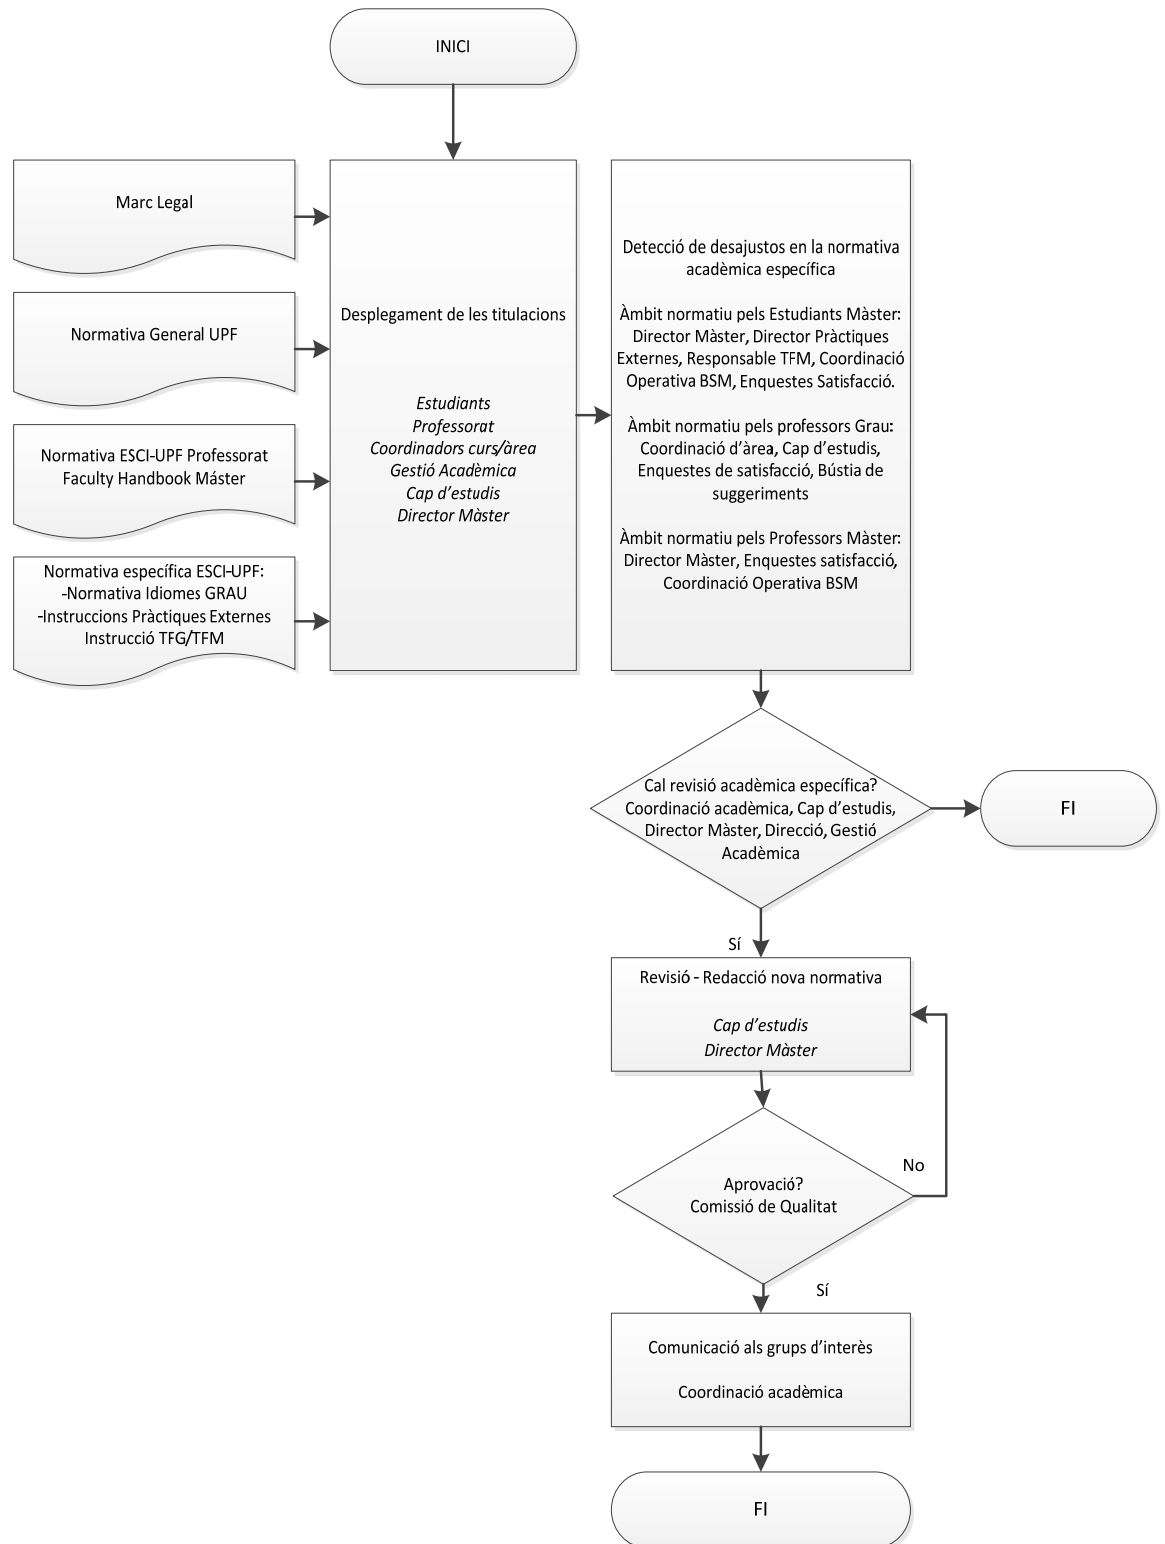 INICI
Marc Legal
Normativa General UPF
Normativa ESCI-UPF Professorat
Faculty Handbook Máster
Normativa específica ESCI-UPF:
-Normativa Idiomes GRAU
-Instruccions Pràctiques Externes
Instrucció TFG/TFM
Desplegament de les titulacions
Estudiants
Professorat
Coordinadors curs/àrea
Gestió Acadèmica
Cap d'estudis
Director Màster
Detecció de desajustos en la normativa
acadèmica específica
Àmbit normatiu pels Estudiants Màster:
Director Màster, Director Pràctiques
Externes, Responsable TFM, Coordinació
Operativa BSM, Enquestes Satisfacció.
Àmbit normatiu pels professors Grau:
Coordinació d'àrea, Cap d'estudis,
Enquestes de satisfacció, Bústia de
suggeriments
Àmbit normatiu pels Professors Màster:
Director Màster, Enquestes satisfacció,
Coordinació Operativa BSM
Cal revisió acadèmica específica?
Coordinació acadèmica, Cap d'estudis,
Director Màster, Direcció, Gestió
Acadèmica
FI
Sí
Revisió - Redacció nova normativa
Cap d'estudis
Director Màster
No
Aprovació?
Comissió de Qualitat
Sí
Comunicació als grups d'interès
Coordinació acadèmica
FI